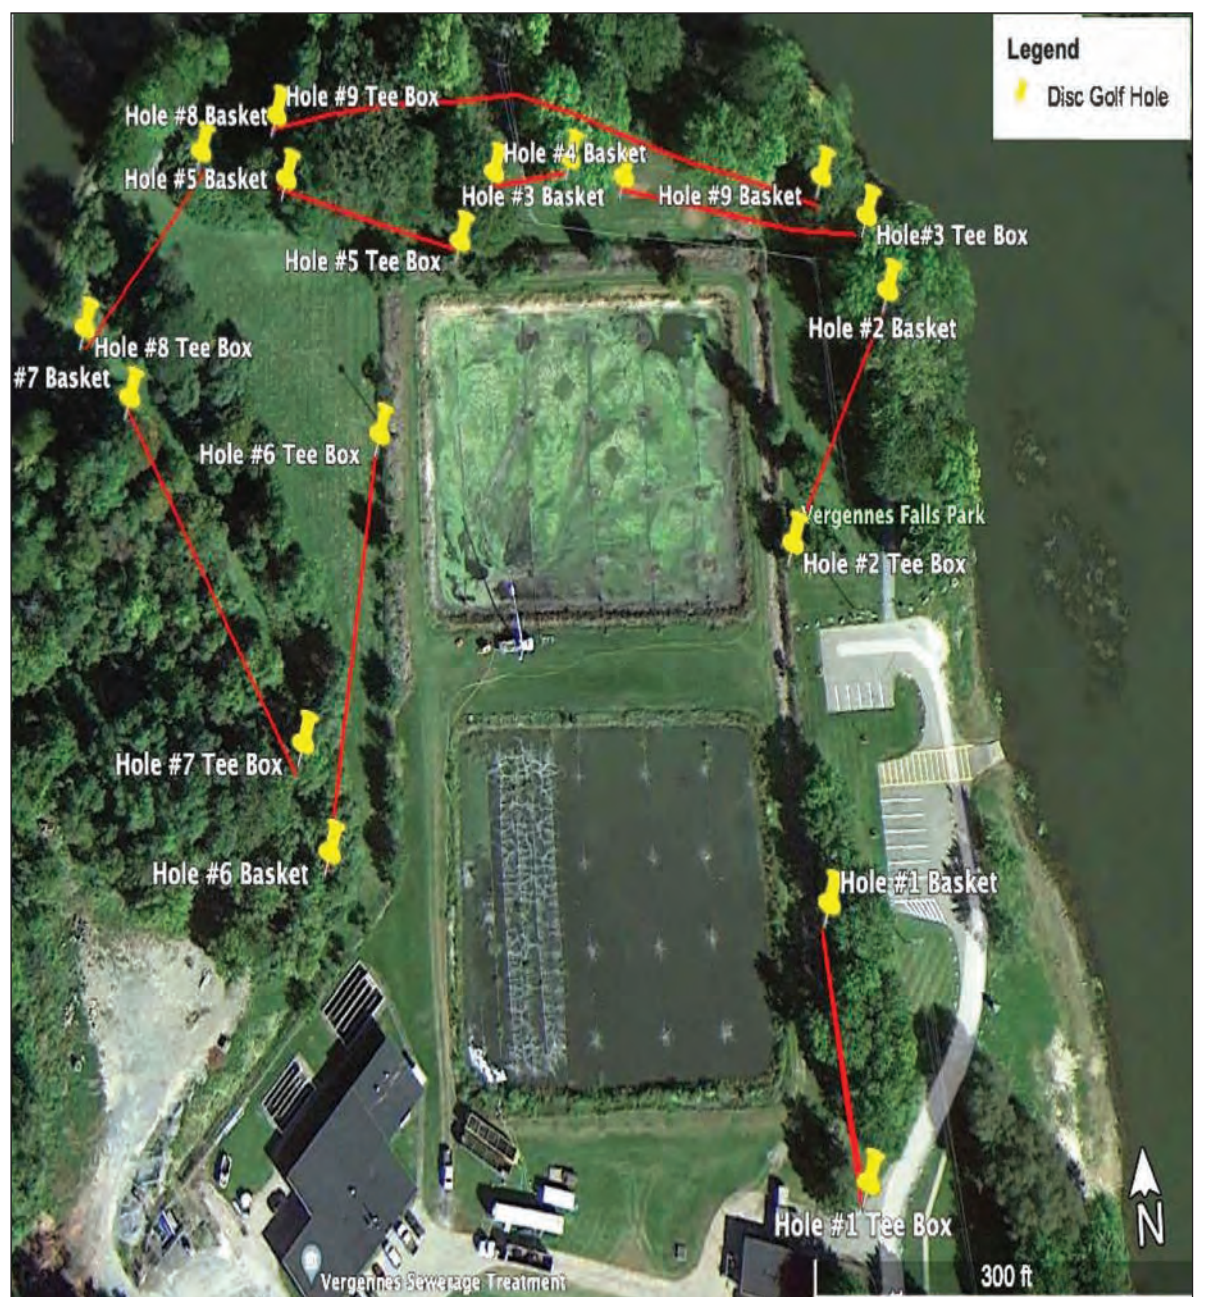 Legend
Disc Golf Hole
Hole #9 Tee Box
Hole #8 Basket
Hole #4 Basket
Hole #5 Basket
Hole #3 Basket
Hole #9 Basket
Hole#3 Tee Box
Hole #5 Tee Box
Hole #2 Basket
Hole #8 Tee Box
#7 Basket
Hole #6 Tee Box
Vergennes Falls Park
Hole #2 Tee Box
Hole #7 Tee Box
Hole #6 Basket
Hole #1 Basket
Hole #1 Tee Box
N
300 ft
Vergennes Sewerage Treatment